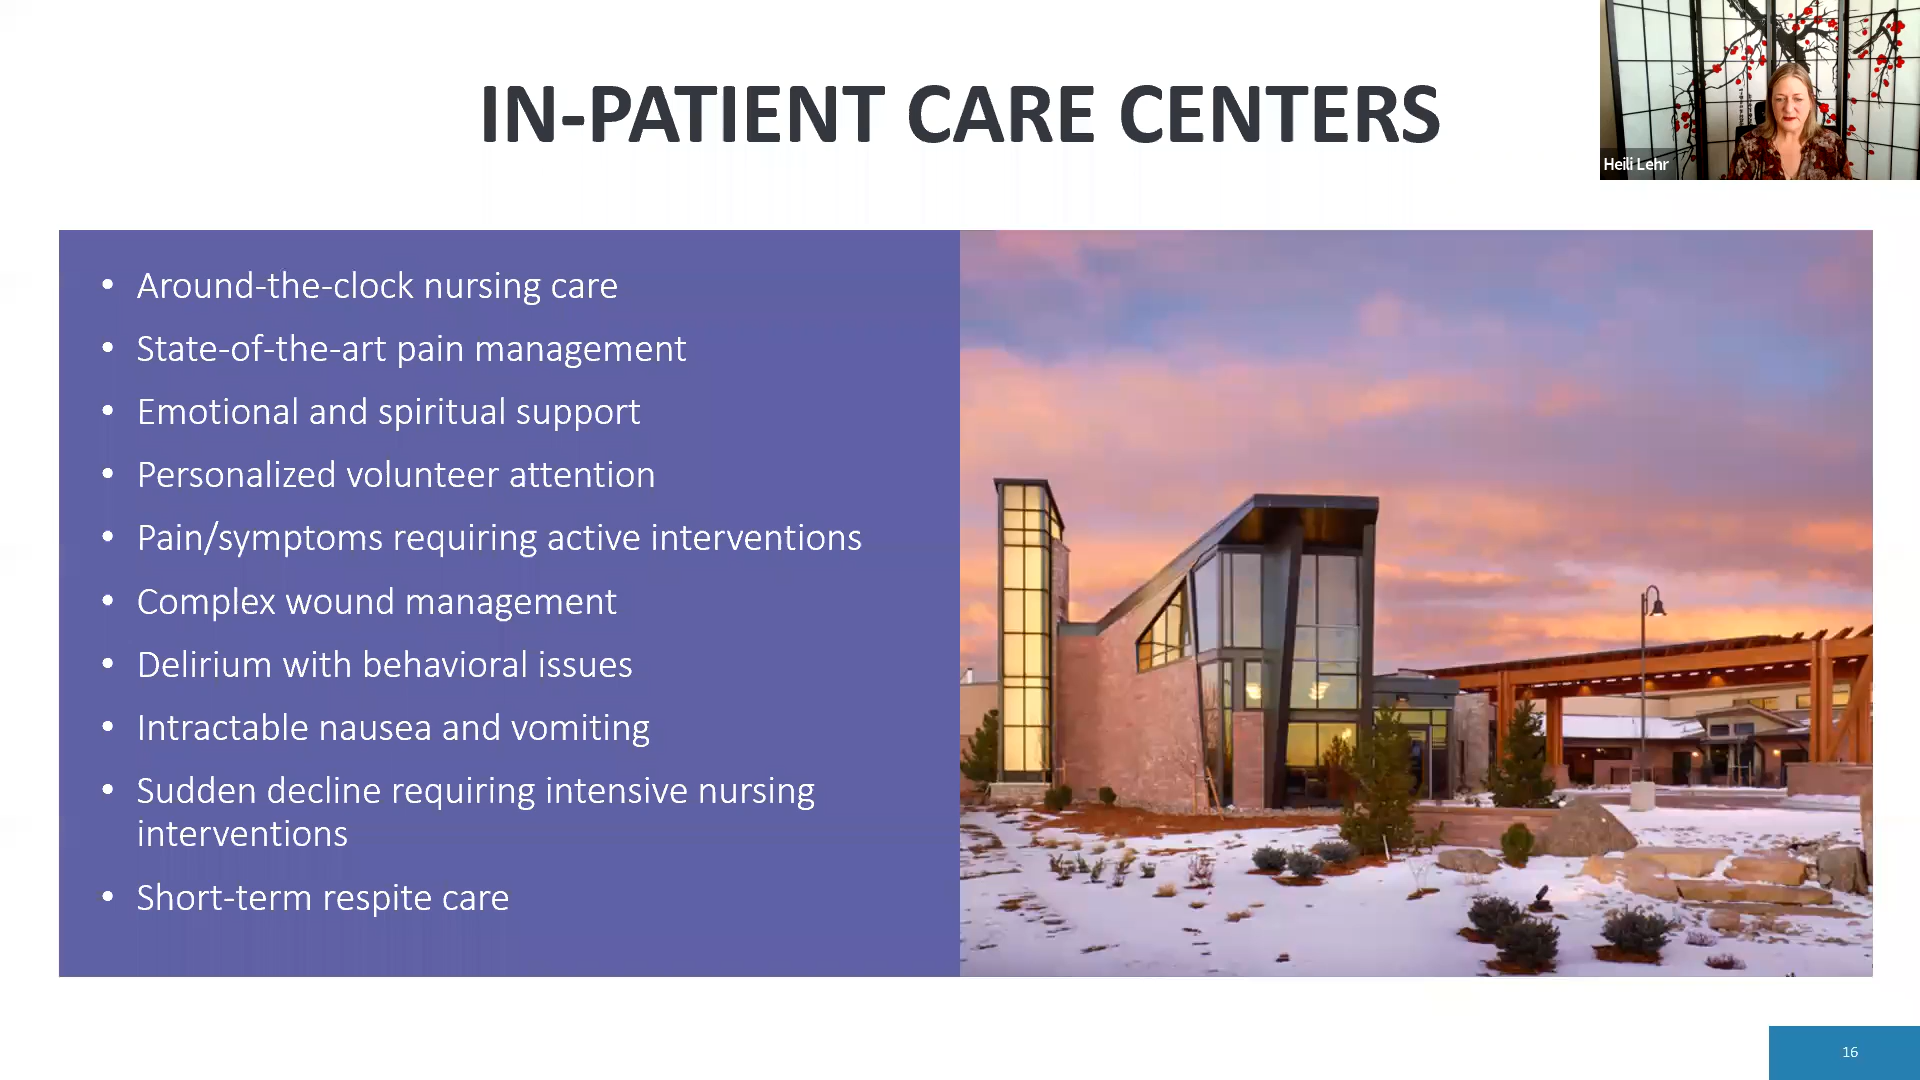 IN-PATIENT CARE CENTERS
Heili Lehr
• Around-the-clock nursing care
• State-of-the-art pain management
• Emotional and spiritual support
• Personalized volunteer attention
• Pain/symptoms requiring active interventions
• Complex wound management
• Delirium with behavioral issues
• Intractable nausea and vomiting
• Sudden decline requiring intensive nursing
interventions
• Short-term respite care
16